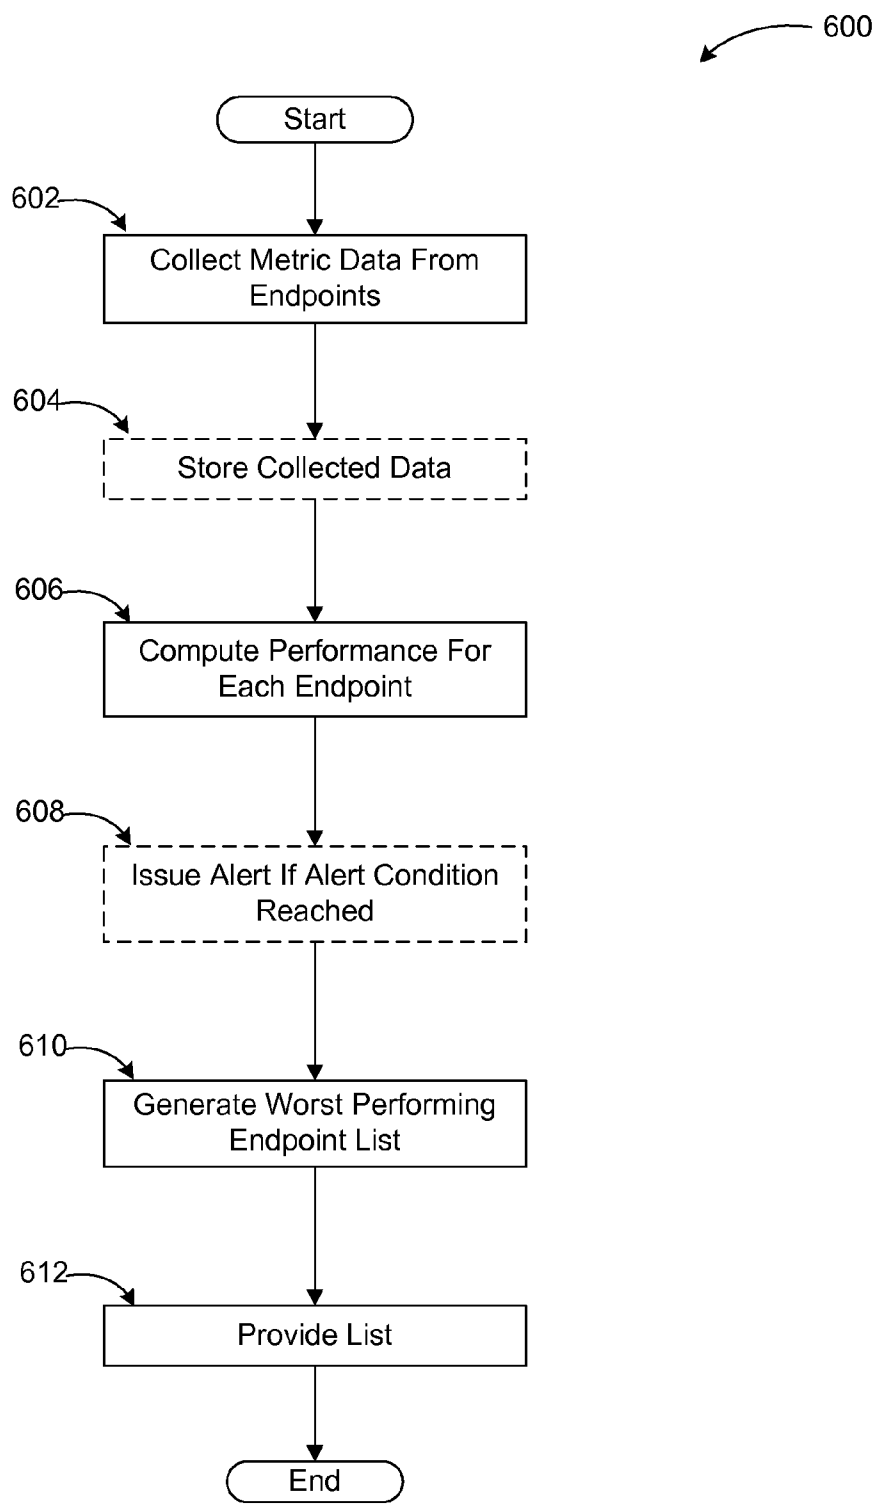 600
Start
602
Collect Metric Data From
Endpoints
604
Store Collected Data
606
Compute Performance For
Each Endpoint
608
Issue Alert If Alert Condition
Reached
610
Generate Worst Performing
Endpoint List
612
Provide List
End